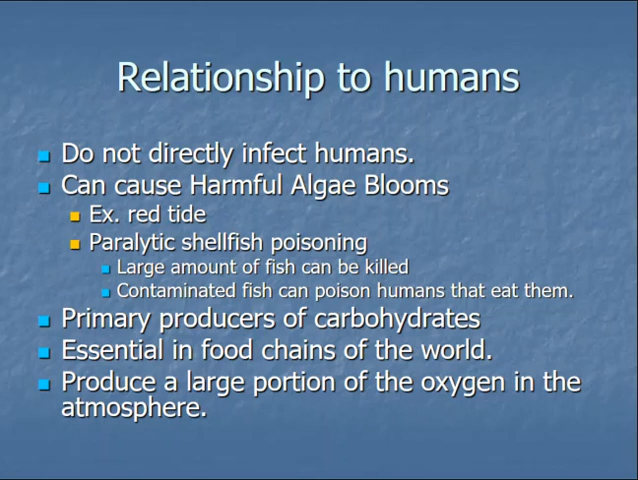 Relationship to humans
Do not directly infect humans.
Can cause Harmful Algae Blooms
Ex. red tide
Paralytic shellfish poisoning
Large amount of fish can be killed
Contaminated fish can poison humans that eat them.
Primary producers of carbohydrates
Essential in food chains of the world.
Produce a large portion of the oxygen in the
atmosphere.